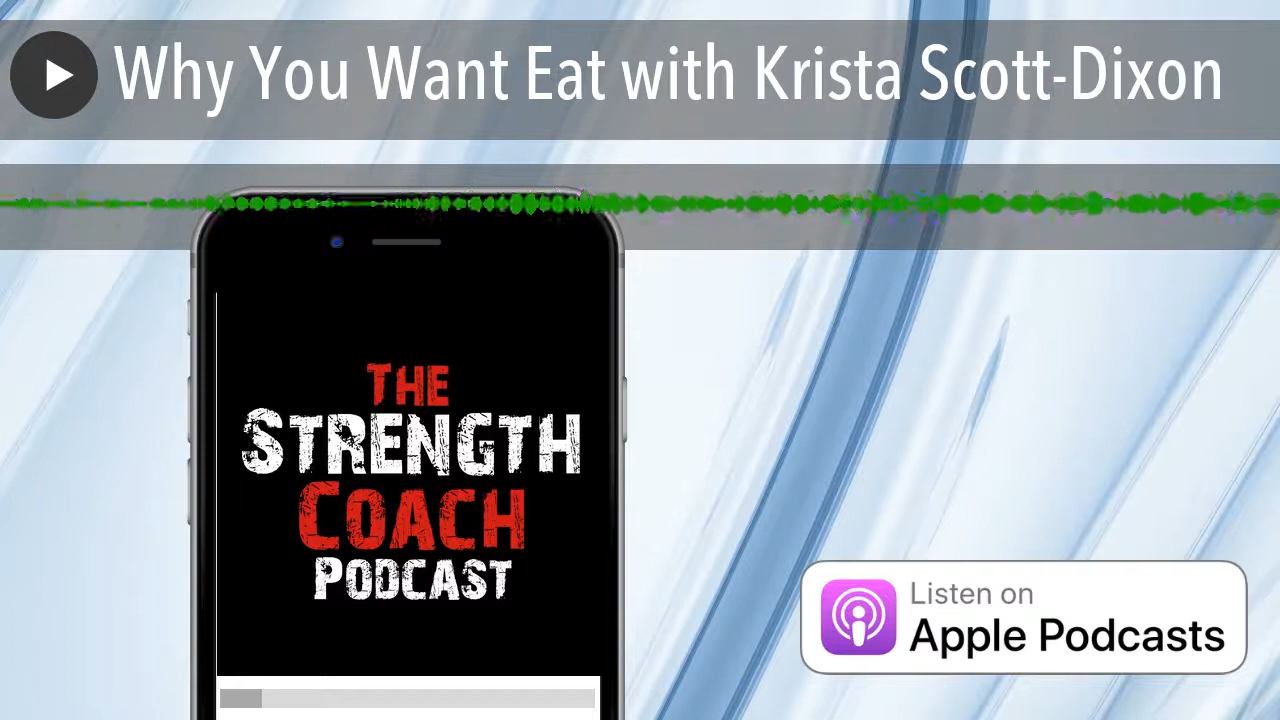 Why You Want Eat with Krista Scott-Dixon
THE
STRENGTH
COACH
PODCAST
Listen on
Apple Podcasts